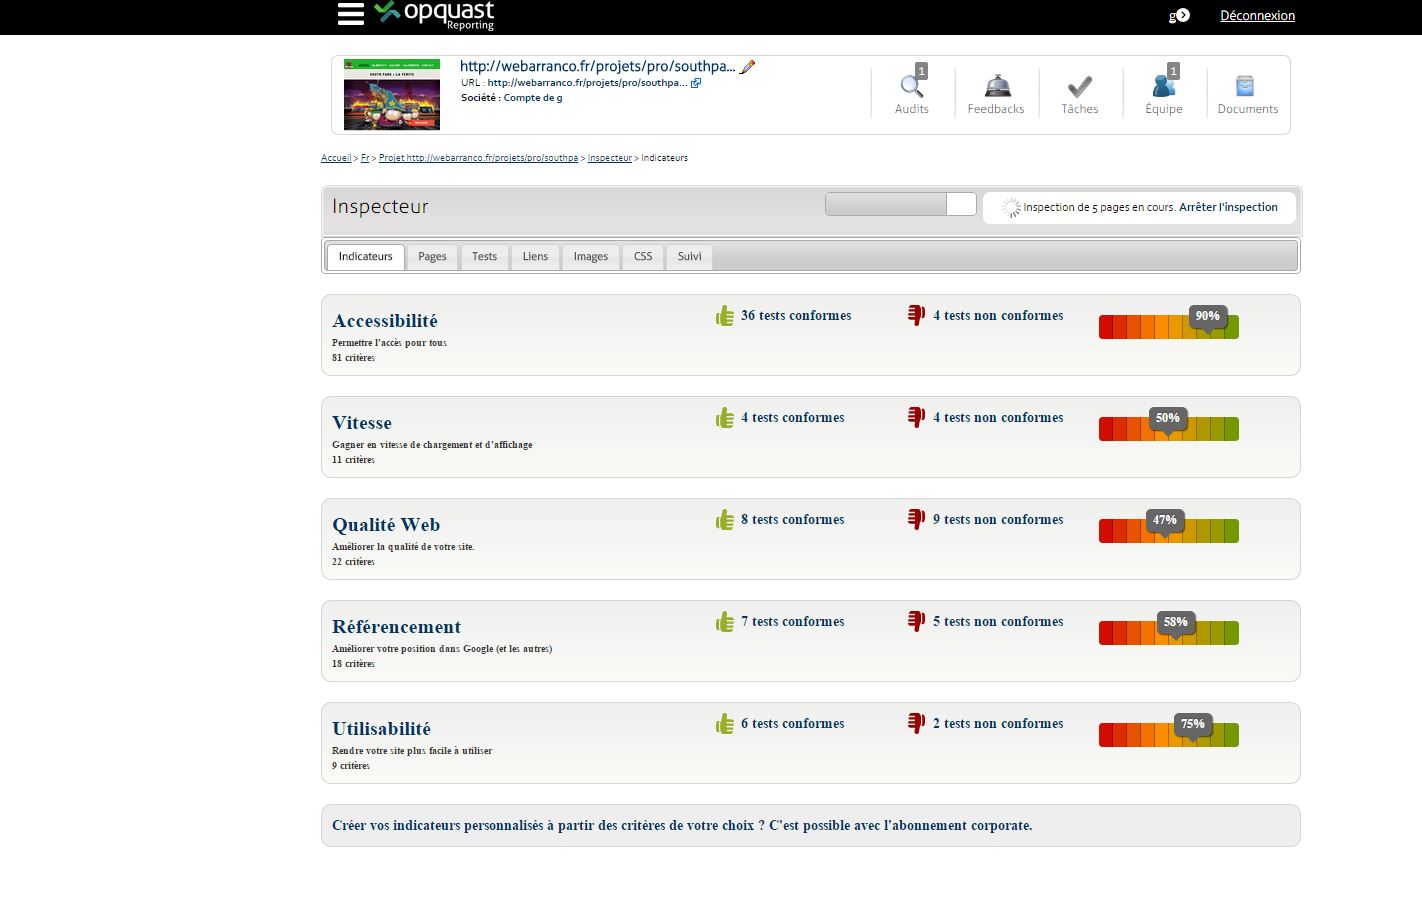 opquast
Reporting
g
Déconnexion
SOUTH PARK : LA VERITE
http://webarranco.fr/projets/pro/southpa...
URL : http://webarranco.fr/projets/pro/southpa...
Société : Compte de g
1
Audits
Feedbacks
Tâches
1
Équipe
Documents
Accueil > Fr > Projet http://webarranco.fr/projets/pro/southpa > Inspecteur > Indicateurs
Inspecteur
Inspection de 5 pages en cours. Arrêter l'inspection
Indicateurs
Pages
Tests
Liens
Images
CSS
Suivi
Accessibilité
36 tests conformes
4 tests non conformes
90%
Permettre l'accès pour tous
81 critères
Vitesse
4 tests conformes
4 tests non conformes
50%
Gagner en vitesse de chargement et d'affichage
11 critères
Qualité Web
8 tests conformes
9 tests non conformes
47%
Améliorer la qualité de votre site.
22 critères
Référencement
7 tests conformes
5 tests non conformes
58%
Améliorer votre position dans Google (et les autres)
18 critères
Utilisabilité
6 tests conformes
2 tests non conformes
75%
Rendre votre site plus facile à utiliser
9 critères
Créer vos indicateurs personnalisés à partir des critères de votre choix ? C'est possible avec l'abonnement corporate.